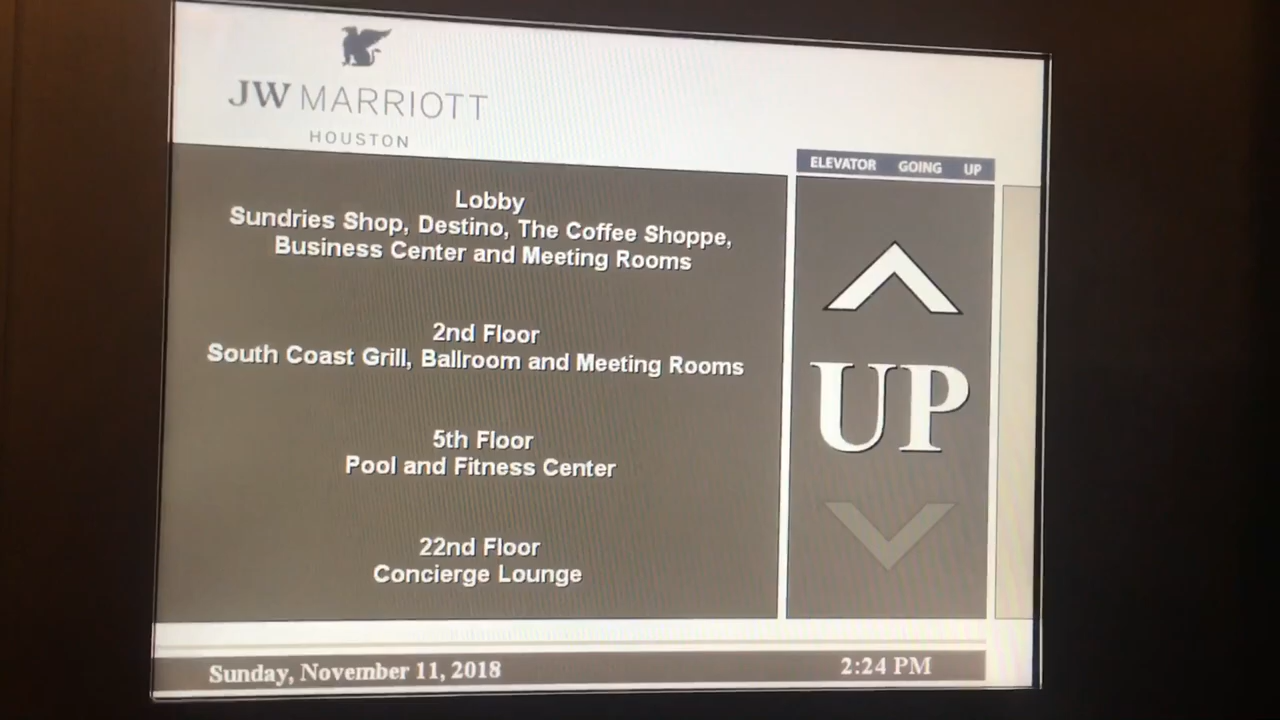 JW MARRIOTT
HOUSTON
ELEVATOR GOING UP
Lobby
Sundries Shop, Destino, The Coffee Shoppe,
Business Center and Meeting Rooms
2nd Floor
South Coast Grill, Ballroom and Meeting Rooms
5th Floor
Pool and Fitness Center
22nd Floor
Concierge Lounge
UP
Sunday, November 11, 2018
2:24 PM